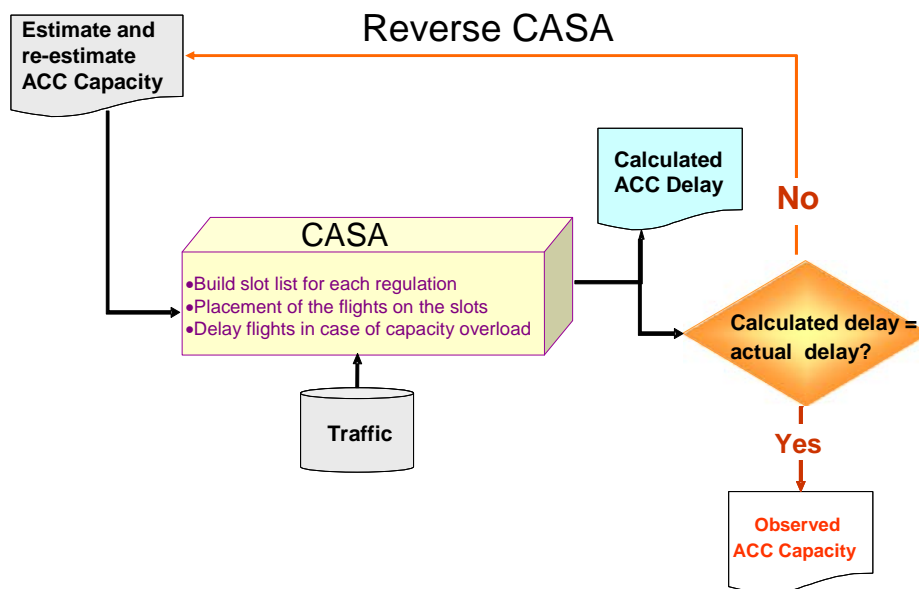 Reverse CASA
Estimate and
re-estimate
ACC Capacity
Calculated
ACC Delay
No
CASA
•Build slot list for each regulation
•Placement of the flights on the slots
•Delay flights in case of capacity overload
Calculated delay =
actual delay?
Traffic
Yes
Observed
ACC Capacity